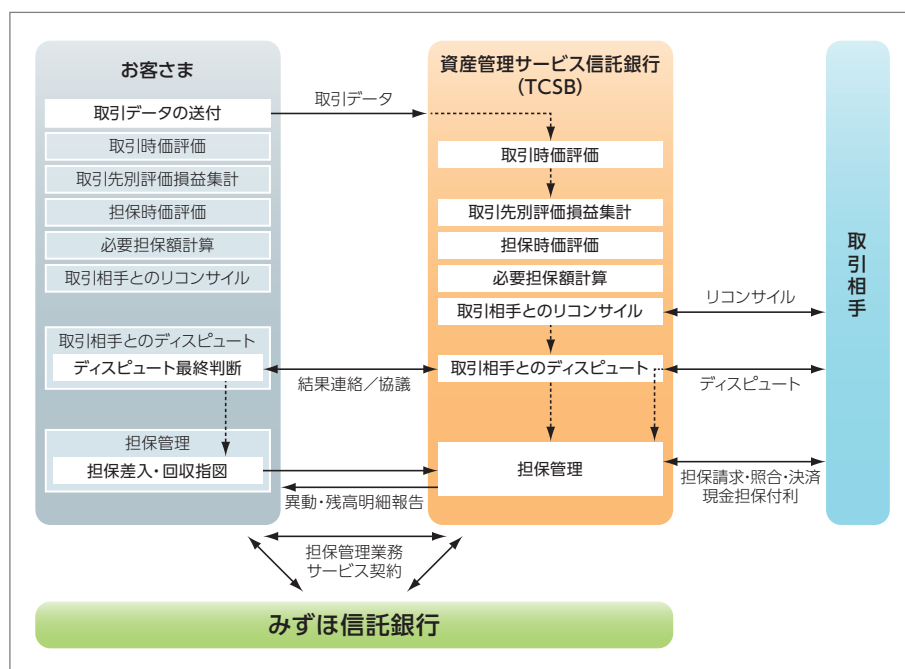 お客さま
取引データの送付
取引時価評価
取引先別評価損益集計
担保時価評価
必要担保額計算
取引相手とのリコンサイル
取引相手とのディスピュート
ディスピュート最終判断
担保管理
担保差入・回収指図
取引データ
結果連絡／協議
異動・残高明細報告
担保管理業務
サービス契約
資産管理サービス信託銀行
(TCSB)
取引時価評価
取引先別評価損益集計
担保時価評価
必要担保額計算
取引相手とのリコンサイル
取引相手とのディスピュート
担保管理
リコンサイル
ディスピュート
担保請求・照合・決済
現金担保付利
取引相手
みずほ信託銀行